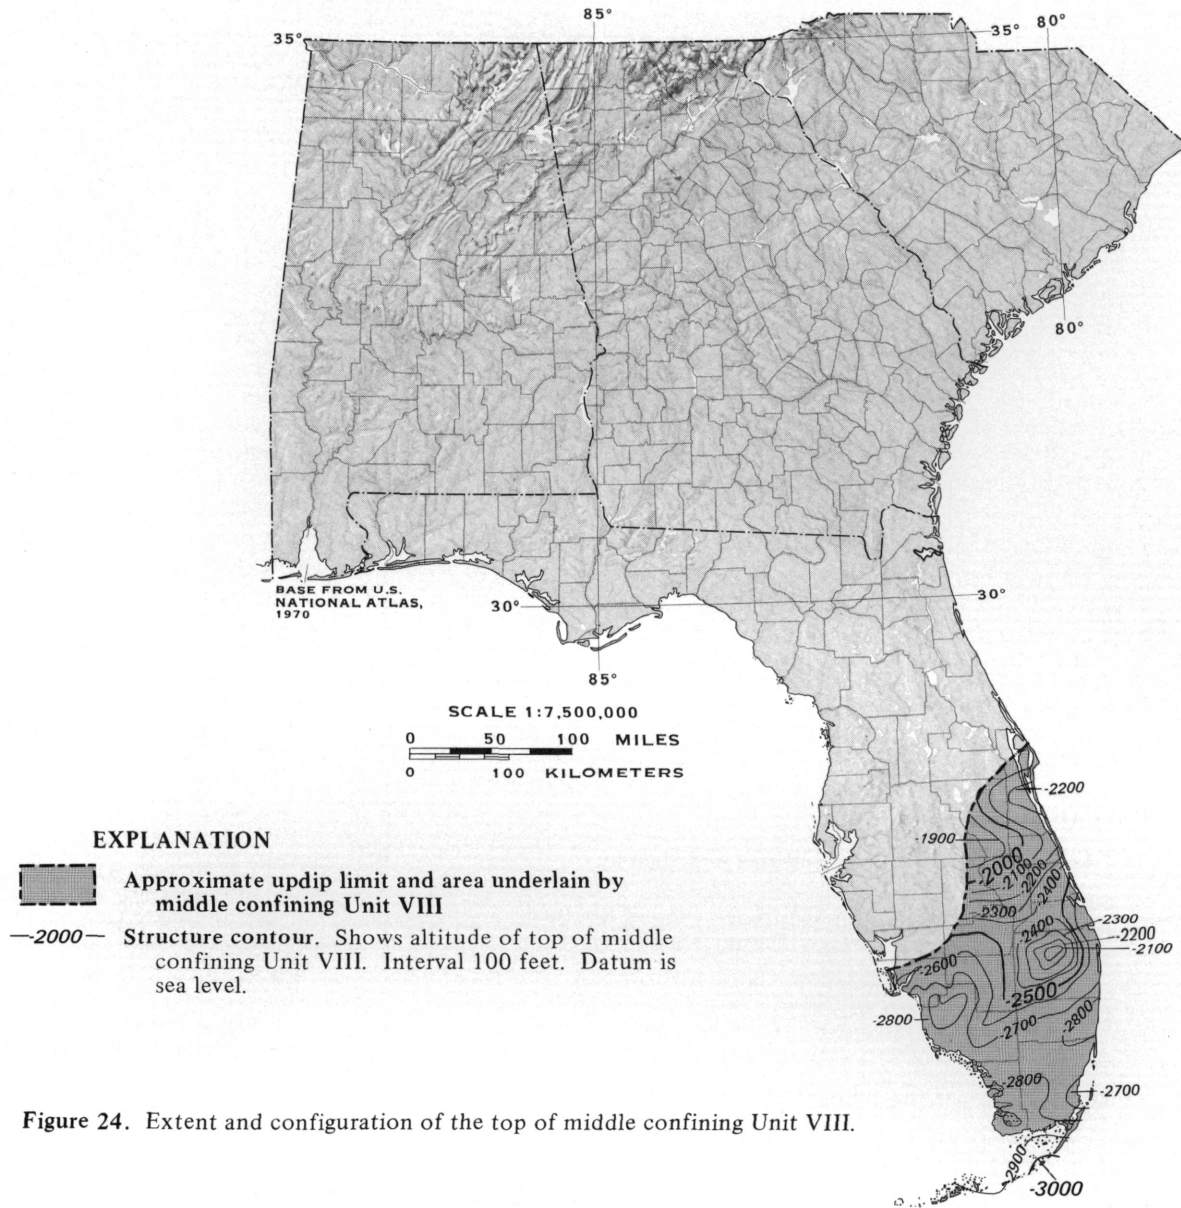 85°
35°
35°
80°
80°
BASE FROM U.S.
NATIONAL ATLAS,
1970
30°
30°
85°
SCALE 1:7,500,000
0 50 100 MILES
0 100 KILOMETERS
-2200
-1900
-2000
-2100
-2200
-2400
-2300
-2400
-2300
-2200
-2100
-2600
-2500
-2800
-2700
-2800
-2800
-2700
-2900
-3000
EXPLANATION
Approximate updip limit and area underlain by
middle confining Unit VIII
—-2000— Structure contour. Shows altitude of top of middle
confining Unit VIII. Interval 100 feet. Datum is
sea level.
Figure 24. Extent and configuration of the top of middle confining Unit VIII.